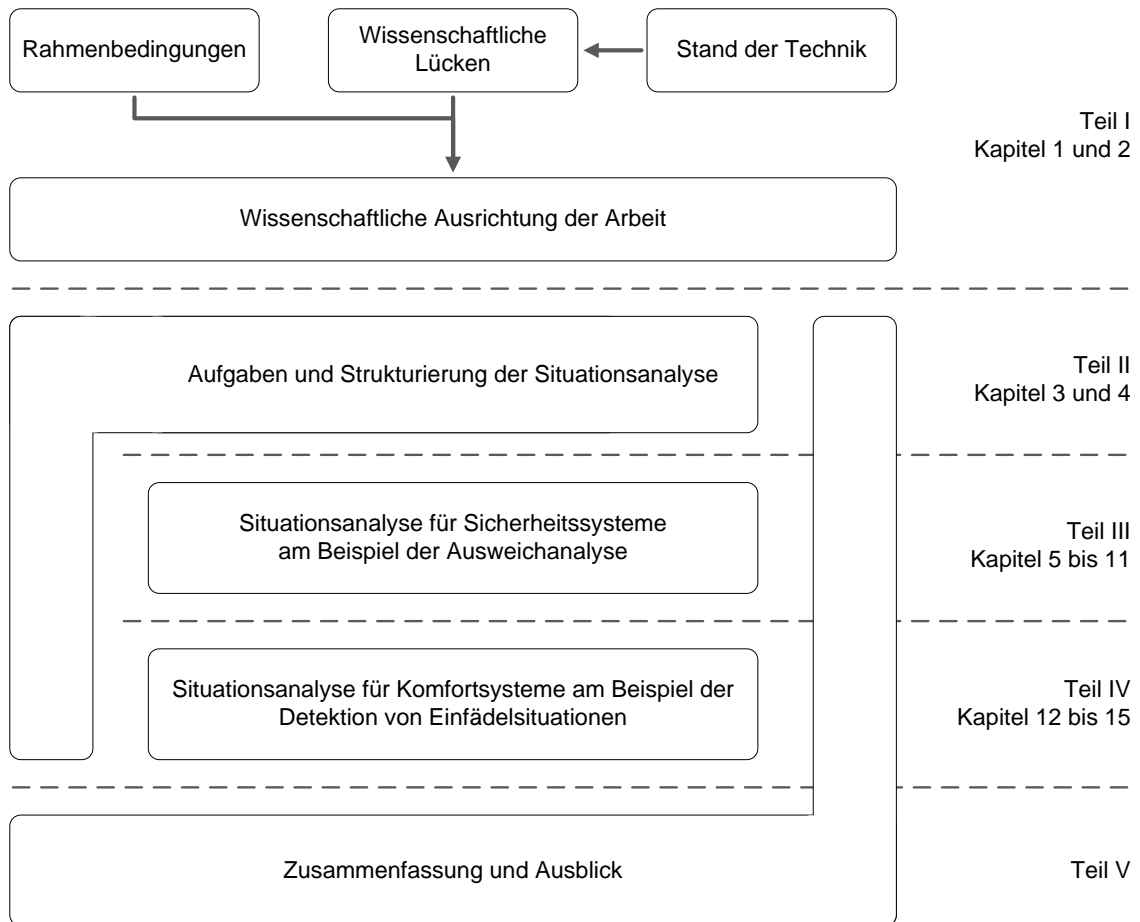 Rahmenbedingungen
Wissenschaftliche
Lücken
Stand der Technik
Teil I
Kapitel 1 und 2
Wissenschaftliche Ausrichtung der Arbeit
Aufgaben und Strukturierung der Situationsanalyse
Teil II
Kapitel 3 und 4
Situationsanalyse für Sicherheitssysteme
am Beispiel der Ausweichanalyse
Teil III
Kapitel 5 bis 11
Situationsanalyse für Komfortsysteme am Beispiel der
Detektion von Einfädelsituationen
Teil IV
Kapitel 12 bis 15
Zusammenfassung und Ausblick
Teil V